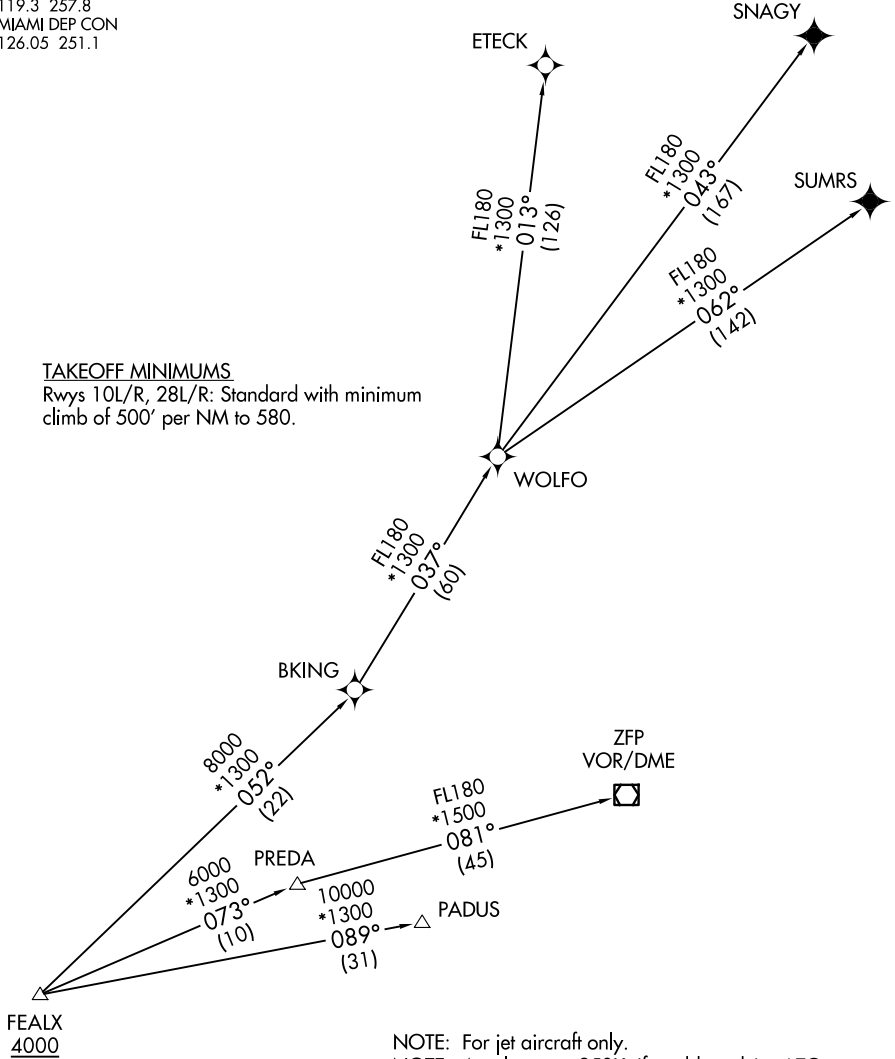 119.3 257.8
MIAMI DEP CON
126.05 251.1
SNAGY
ETECK
FL180
*1300
043°
(167)
SUMRS
FL180
*1300
013°
(126)
FL180
*1300
062°
(142)
TAKEOFF MINIMUMS
Rwys 10L/R, 28L/R: Standard with minimum
climb of 500' per NM to 580.
WOLFO
FL180
*1300
037°
(60)
BKING
8000
*1300
052°
(22)
ZFP
VOR/DME
FL180
*1500
081°
(45)
PREDA
6000
*1300
073°
(10)
10000
*1300
089°
(31)
PADUS
FEALX
4000
NOTE: For jet aircraft only.